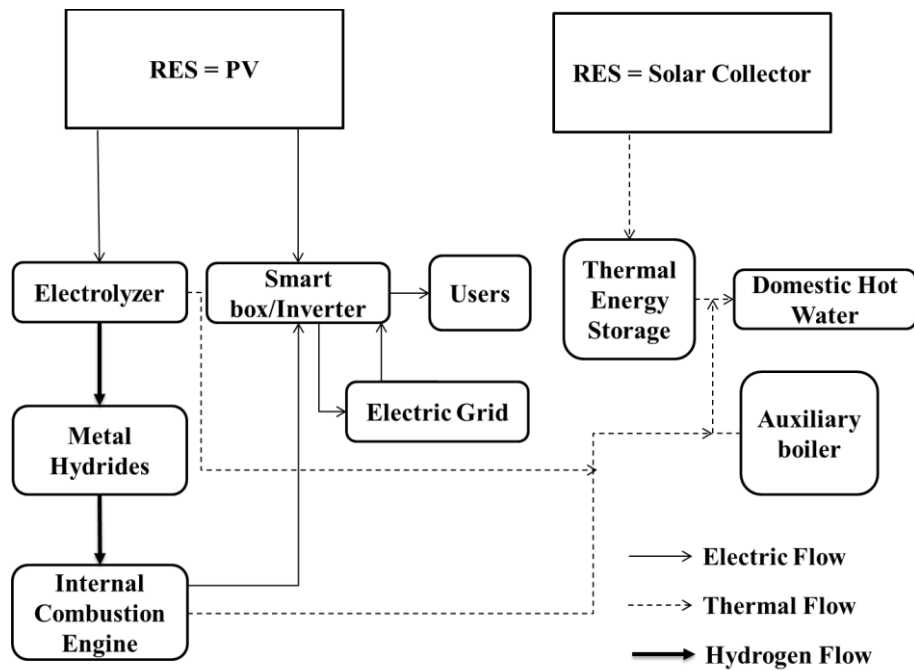 RES = PV
RES = Solar Collector
Electrolyzer
Smart
box/Inverter
Users
Thermal
Energy
Storage
Domestic Hot
Water
Electric Grid
Metal
Hydrides
Auxiliary
boiler
Internal
Combustion
Engine
Electric Flow
Thermal Flow
Hydrogen Flow